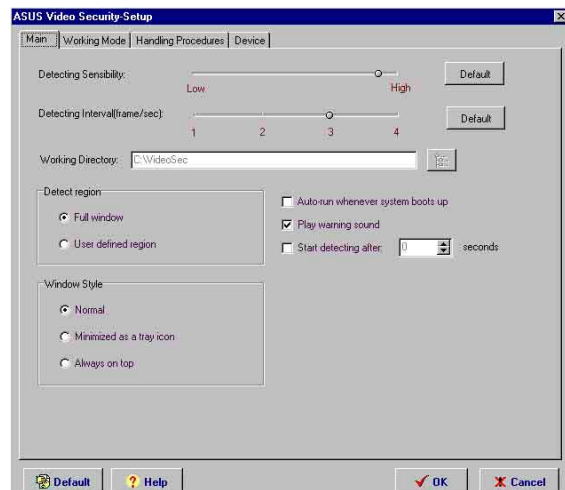 ASUS Video Security-Setup
Main Working Mode Handling Procedures Device
Detecting Sensibility: Default
Low High
Detecting Interval(frame/sec): Default
1 2 3 4
Working Directory: C:\VideoSec
Detect region
Full window
User defined region
Auto-run whenever system boots up
Play warning sound
Start detecting after: 0 seconds
Window Style
Normal
Minimized as a tray icon
Always on top
Default ? Help OK Cancel